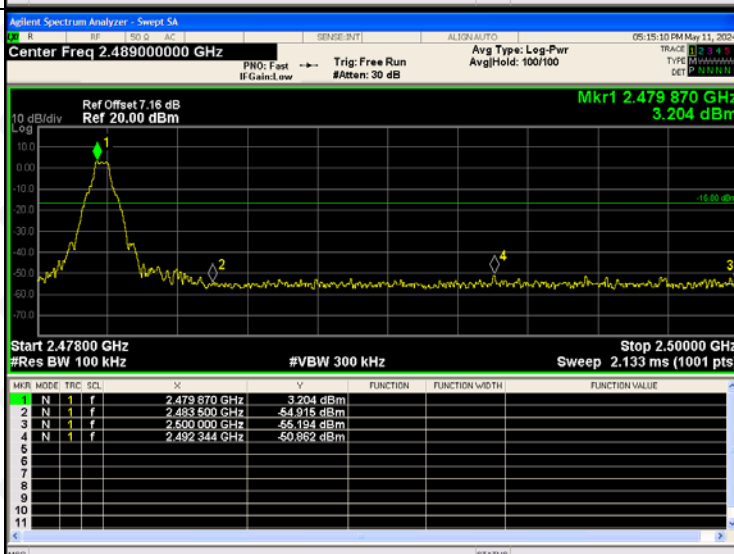 Agilent Spectrum Analyzer - Swept SA
LXI R RF 50 Ω AC SENSE:INT ALIGN AUTO 05:15:10 PM May 11, 2024
Center Freq 2.489000000 GHz Avg Type: Log-Pwr TRACE 1 2 3 4 5
PNO: Fast Trig: Free Run Avg|Hold: 100/100 TYPE M
IFGain:Low #Atten: 30 dB DET P N N N N
Mkr1 2.479 870 GHz
Ref Offset 7.16 dB
10 dB/div Ref 20.00 dBm 3.204 dBm
Log
1
10.0
0.00
-10.0
-16.80 dBm
-20.0
-30.0
-40.0
2 4 3
-50.0
-60.0
-70.0
Start 2.47800 GHz Stop 2.50000 GHz
#Res BW 100 kHz #VBW 300 kHz Sweep 2.133 ms (1001 pts
MKR MODE TRC SCL X Y FUNCTION FUNCTION WIDTH FUNCTION VALUE
1 N 1 f 2.479 870 GHz 3.204 dBm
2 N 1 f 2.483 500 GHz -54.915 dBm
3 N 1 f 2.500 000 GHz -55.194 dBm
4 N 1 f 2.492 344 GHz -50.862 dBm
5
6
7
8
9
10
11
MSG STATUS